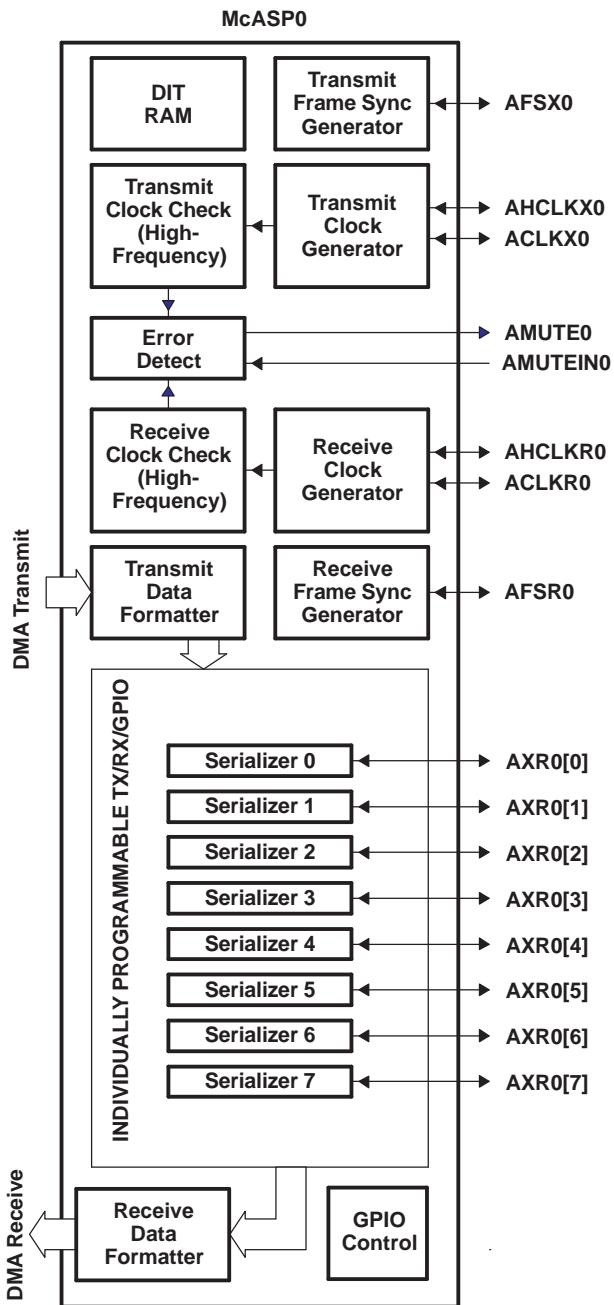 McASP0
DIT
RAM
Transmit
Frame Sync
Generator
AFSX0
Transmit
Clock Check
(High-
Frequency)
Transmit
Clock
Generator
AHCLKX0
ACLKX0
Error
Detect
AMUTE0
AMUTEIN0
Receive
Clock Check
(High-
Frequency)
Receive
Clock
Generator
AHCLKR0
ACLKR0
DMA Transmit
Transmit
Data
Formatter
Receive
Frame Sync
Generator
AFSR0
INDIVIDUALLY PROGRAMMABLE TX/RX/GPIO
Serializer 0
AXR0[0]
Serializer 1
AXR0[1]
Serializer 2
AXR0[2]
Serializer 3
AXR0[3]
Serializer 4
AXR0[4]
Serializer 5
AXR0[5]
Serializer 6
AXR0[6]
Serializer 7
AXR0[7]
DMA Receive
Receive
Data
Formatter
GPIO
Control